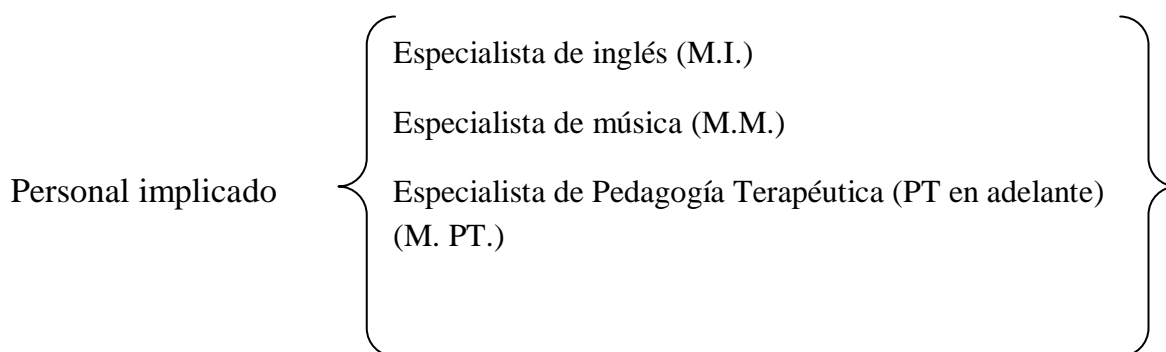 Especialista de inglés (M.I.)
Especialista de música (M.M.)
Personal implicado
Especialista de Pedagogía Terapéutica (PT en adelante)
(M. PT.)